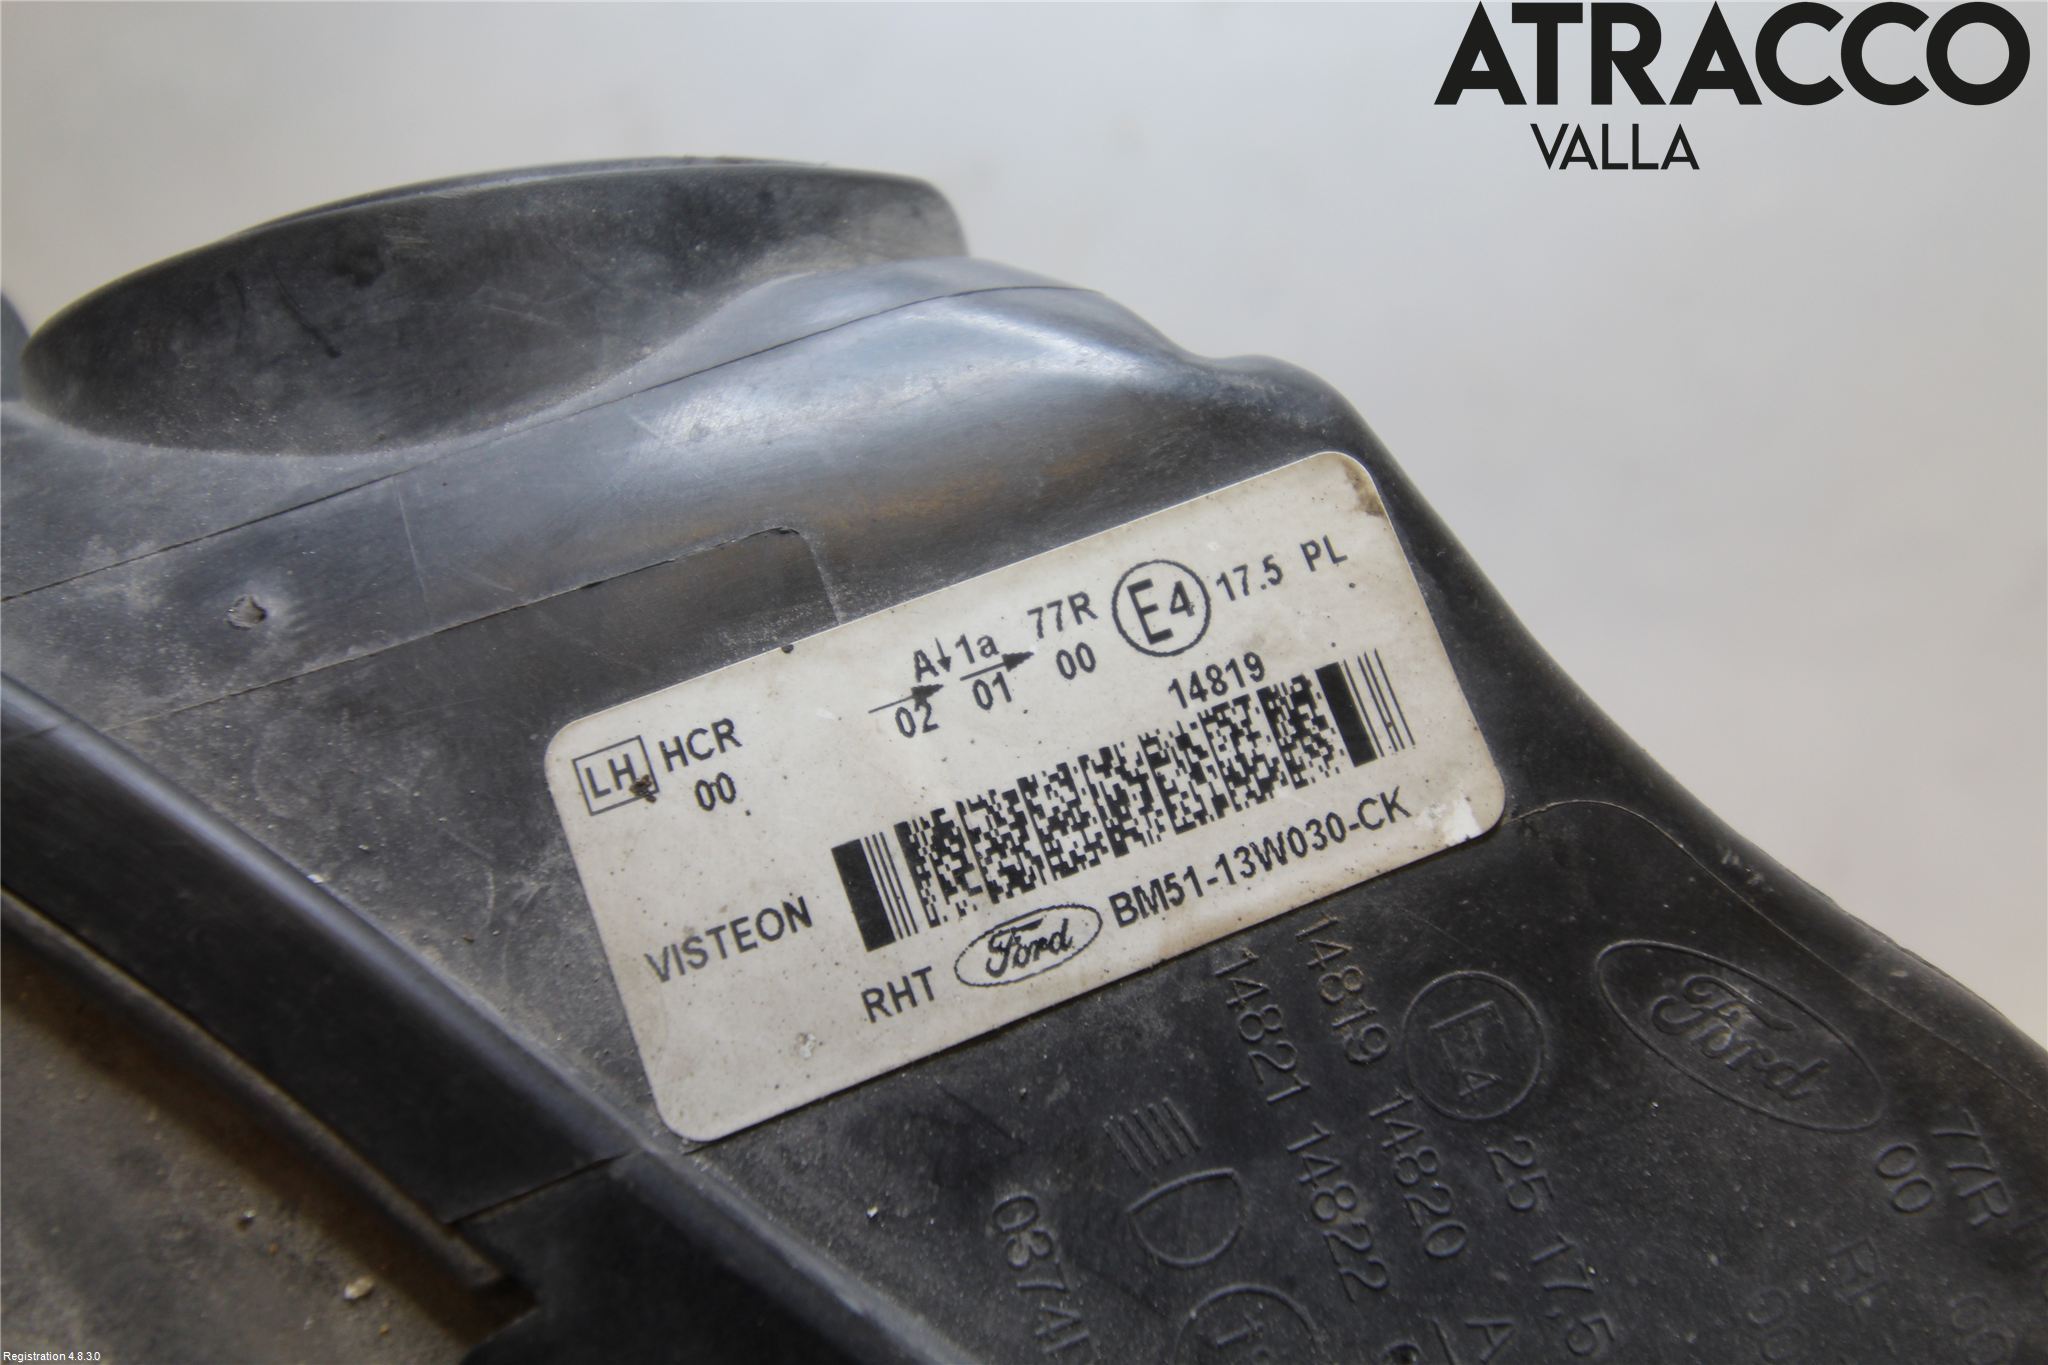 ATRACCO
VALLA
A 1a 77R E4 17.5 PL
02 01 00
14819
LH HCR
00
VISTEON
RHT Ford BM51-13W030-CK
Ford
77R
00
E4 25 17,5
14819 14820
14821 14822
Registration 4.8.3.0